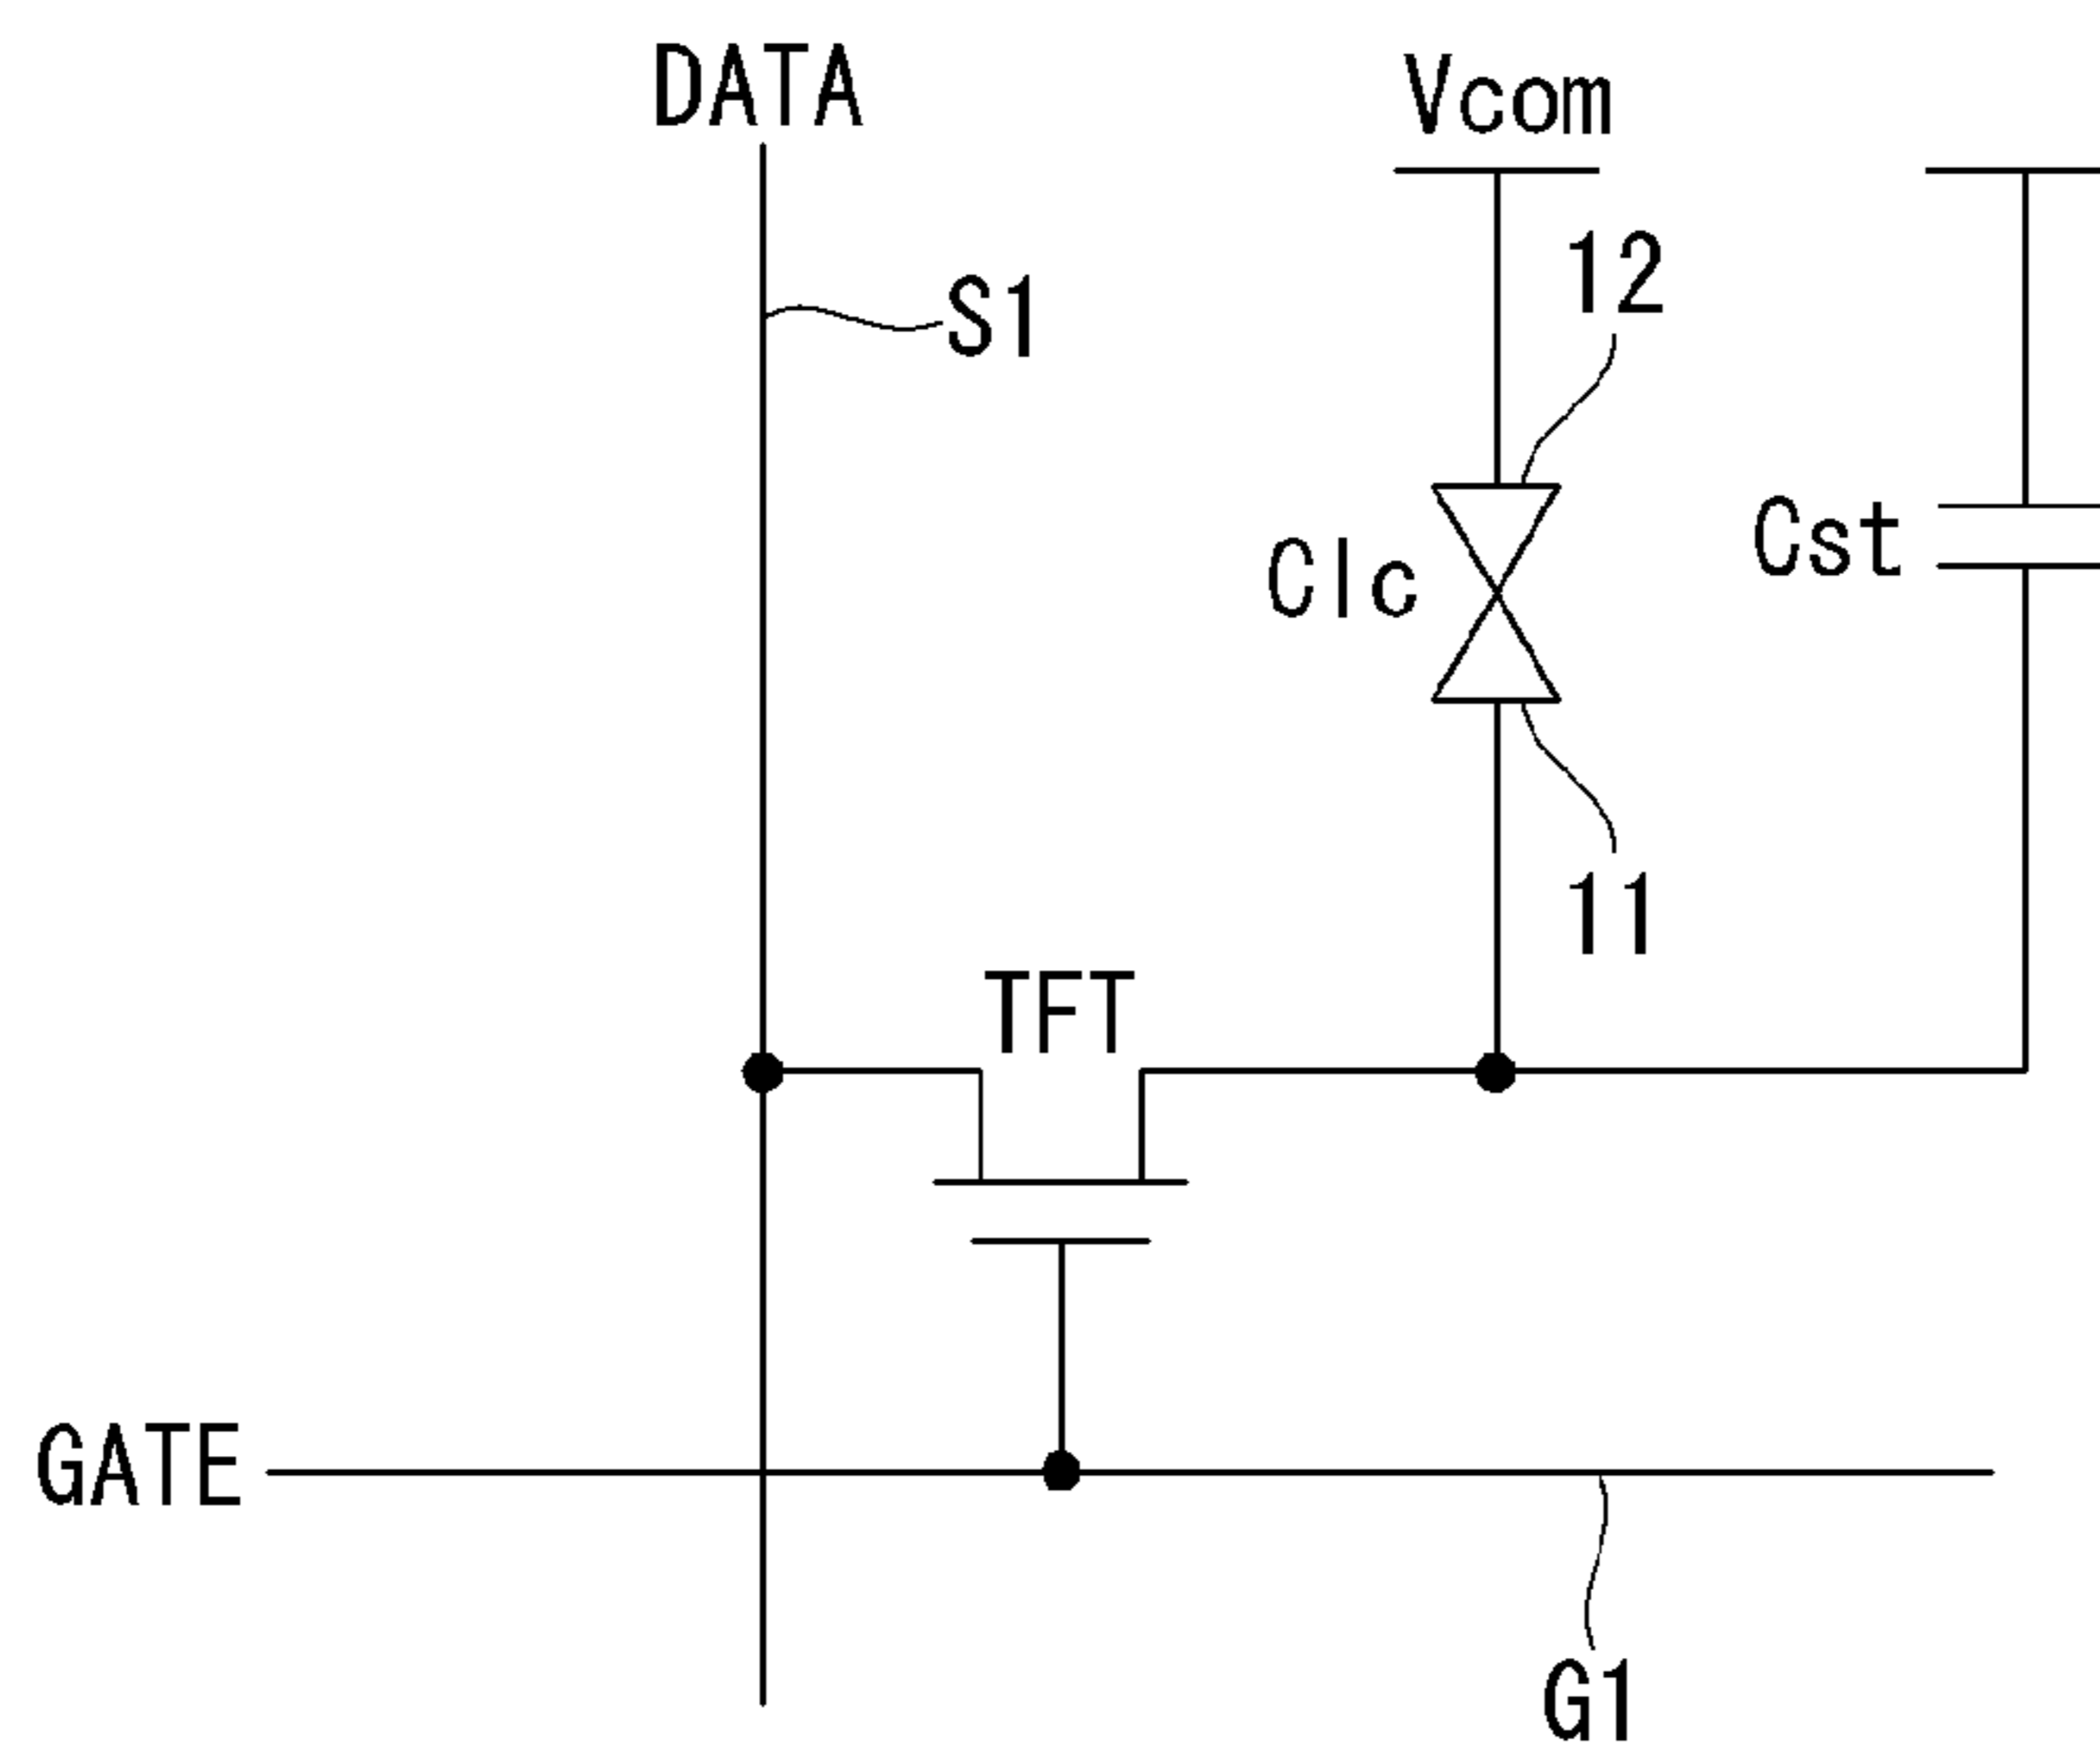 DATA
Vcom
12
S1
Clc
Cst
11
TFT
GATE
G1